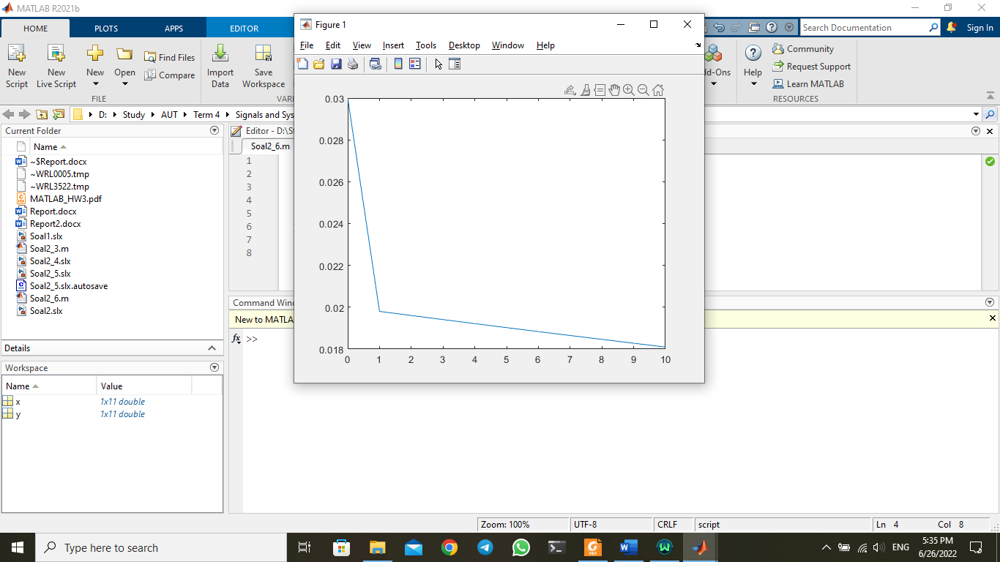 MATLAB R2021b
HOME PLOTS APPS EDITOR
Search Documentation Sign In
New Script
New Live Script
New
Open
Find Files
Compare
Import Data
Save Workspace
FILE
VARI
d-Ons
Help
Community
Request Support
Learn MATLAB
RESOURCES
D: Study AUT Term 4 Signals and Sys
Current Folder
Name
~$Report.docx
~WRL0005.tmp
~WRL3522.tmp
MATLAB_HW3.pdf
Report.docx
Report2.docx
Soal1.slx
Soal2_3.m
Soal2_4.slx
Soal2_5.slx
Soal2_5.slx.autosave
Soal2_6.m
Soal2.slx
Details
Workspace
Name Value
x 1x11 double
y 1x11 double
Editor - D:\S
Soal2_6.m
1
2
3
4
5
6
7
8
Command Win
New to MATLA
fx >>
Figure 1
File Edit View Insert Tools Desktop Window Help
0.03
0.028
0.026
0.024
0.022
0.02
0.018
0 1 2 3 4 5 6 7 8 9 10
Zoom: 100% UTF-8 CRLF script Ln 4 Col 8
Type here to search
ENG
5:35 PM
6/26/2022